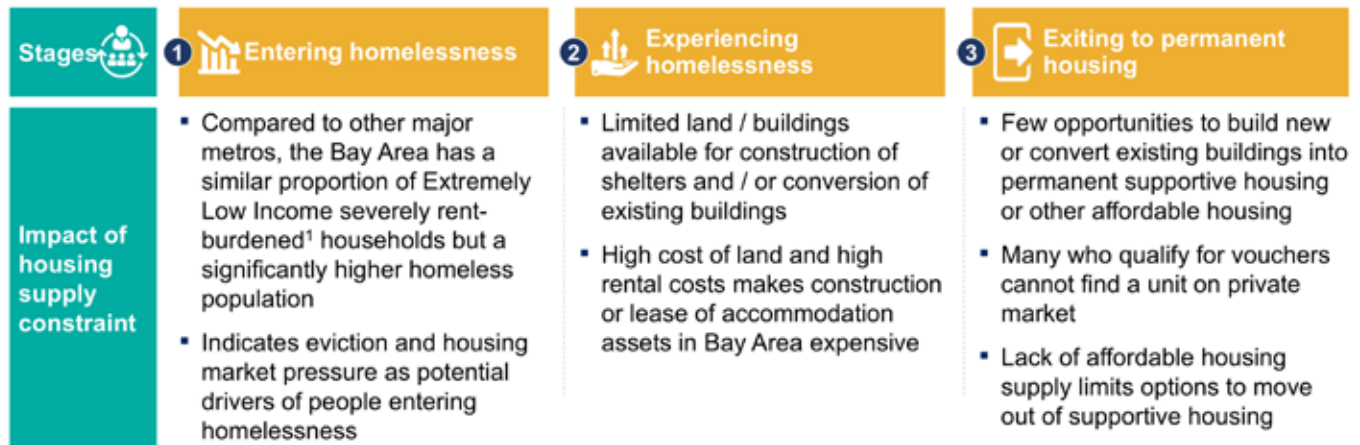 Stages
1 Entering homelessness
2 Experiencing
homelessness
3 Exiting to permanent
housing
Impact of
housing
supply
constraint
▪ Compared to other major
metros, the Bay Area has a
similar proportion of Extremely
Low Income severely rent-
burdened¹ households but a
significantly higher homeless
population
▪ Indicates eviction and housing
market pressure as potential
drivers of people entering
homelessness
▪ Limited land / buildings
available for construction of
shelters and / or conversion of
existing buildings
▪ High cost of land and high
rental costs makes construction
or lease of accommodation
assets in Bay Area expensive
▪ Few opportunities to build new
or convert existing buildings into
permanent supportive housing
or other affordable housing
▪ Many who qualify for vouchers
cannot find a unit on private
market
▪ Lack of affordable housing
supply limits options to move
out of supportive housing